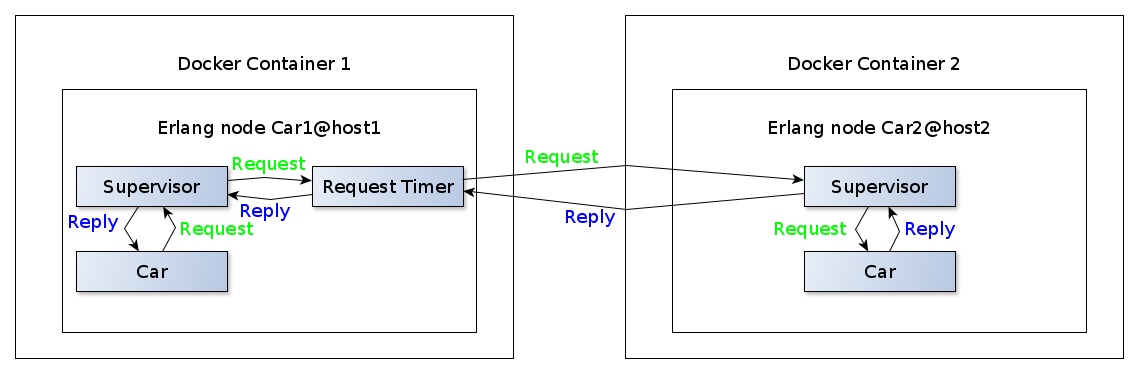 Docker Container 1
Erlang node Car1@host1
Supervisor
Request
Request Timer
Reply
Reply
Request
Car
Request
Reply
Docker Container 2
Erlang node Car2@host2
Supervisor
Request
Reply
Car